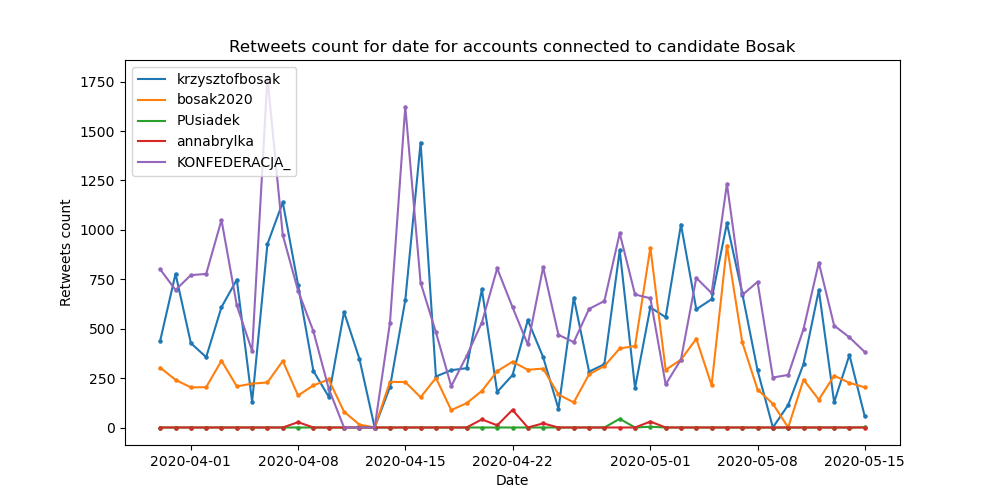 Retweets count for date for accounts connected to candidate Bosak
krzysztofbosak
bosak2020
PUsiadek
annabrylka
KONFEDERACJA_
Retweets count
1750
1500
1250
1000
750
500
250
0
2020-04-01
2020-04-08
2020-04-15
2020-04-22
2020-05-01
2020-05-08
2020-05-15
Date